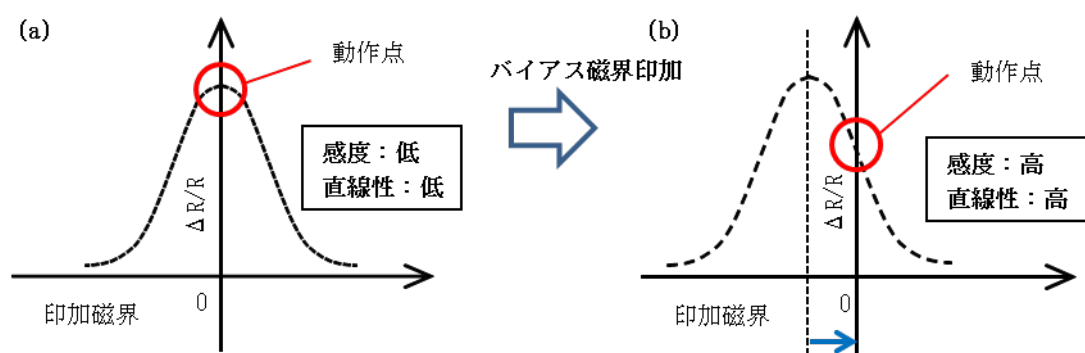 (a)
動作点
感度：低
直線性：低
ΔR/R
0
印加磁界
バイアス磁界印加
(b)
動作点
感度：高
直線性：高
ΔR/R
0
印加磁界